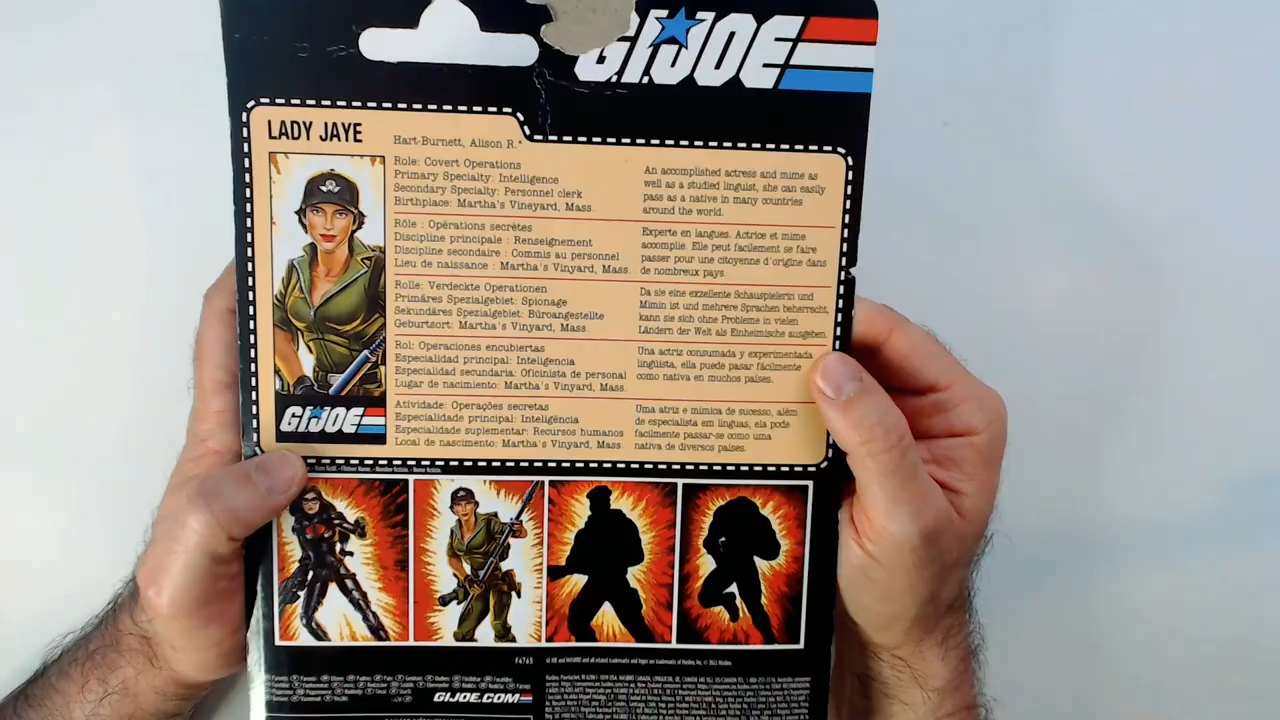 G.I.JOE
LADY JAYE
Hart-Burnett, Alison R.*
Role: Covert Operations
Primary Specialty: Intelligence
Secondary Specialty: Personnel clerk
Birthplace: Martha's Vineyard, Mass.
An accomplished actress and mime as
well as a studied linguist, she can easily
pass as a native in many countries
around the world.
Rôle : Opérations secrètes
Discipline principale : Renseignement
Discipline secondaire : Commis au personnel
Lieu de naissance : Martha's Vinyard, Mass.
Experte en langues. Actrice et mime
accomplie. Elle peut facilement se faire
passer pour une citoyenne d'origine dans
de nombreux pays.
Rolle: Verdeckte Operationen
Primäres Spezialgebiet: Spionage
Sekundäres Spezialgebiet: Büroangestellte
Geburtsort: Martha's Vinyard, Mass.
Da sie eine exzellente Schauspielerin und
Mimin ist und mehrere Sprachen beherrscht,
kann sie sich ohne Probleme in vielen
Ländern der Welt als Einheimische ausgeben.
Rol: Operaciones encubiertas
Especialidad principal: Inteligencia
Especialidad secundaria: Oficinista de personal
Lugar de nacimiento: Martha's Vinyard, Mass.
Una actriz consumada y experimentada
lingüista, ella puede pasar fácilmente
como nativa en muchos países.
Atividade: Operações secretas
Especialidade principal: Inteligência
Especialidade suplementar: Recursos humanos
Local de nascimento: Martha's Vinyard, Mass.
Uma atriz e mímica de sucesso, além
de especialista em línguas, ela pode
facilmente passar-se como uma
nativa de diversos países.
G.I.JOE
F4765
GIJOE.COM